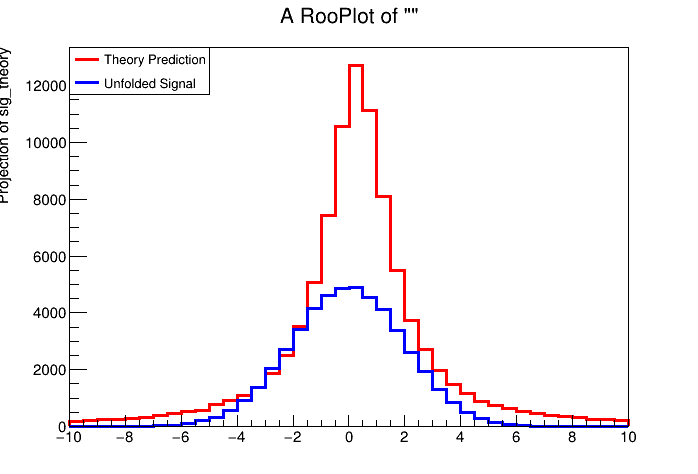 A RooPlot of ""
Projection of sig_theory
Theory Prediction
Unfolded Signal
12000
10000
8000
6000
4000
2000
0
−10 −8 −6 −4 −2 0 2 4 6 8 10